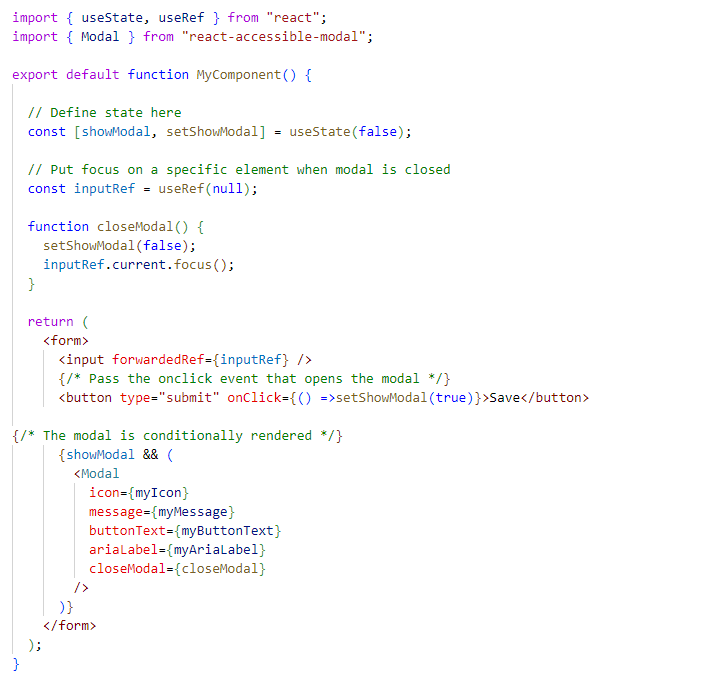 import { useState, useRef } from "react";
import { Modal } from "react-accessible-modal";
export default function MyComponent() {
// Define state here
const [showModal, setShowModal] = useState(false);
// Put focus on a specific element when modal is closed
const inputRef = useRef(null);
function closeModal() {
setShowModal(false);
inputRef.current.focus();
}
return (
<form>
<input forwardedRef={inputRef} />
{/* Pass the onclick event that opens the modal */}
<button type="submit" onClick={() =>setShowModal(true)}>Save</button>
{/* The modal is conditionally rendered */}
{showModal && (
<Modal
icon={myIcon}
message={myMessage}
buttonText={myButtonText}
ariaLabel={myAriaLabel}
closeModal={closeModal}
/>
)}
</form>
);
}